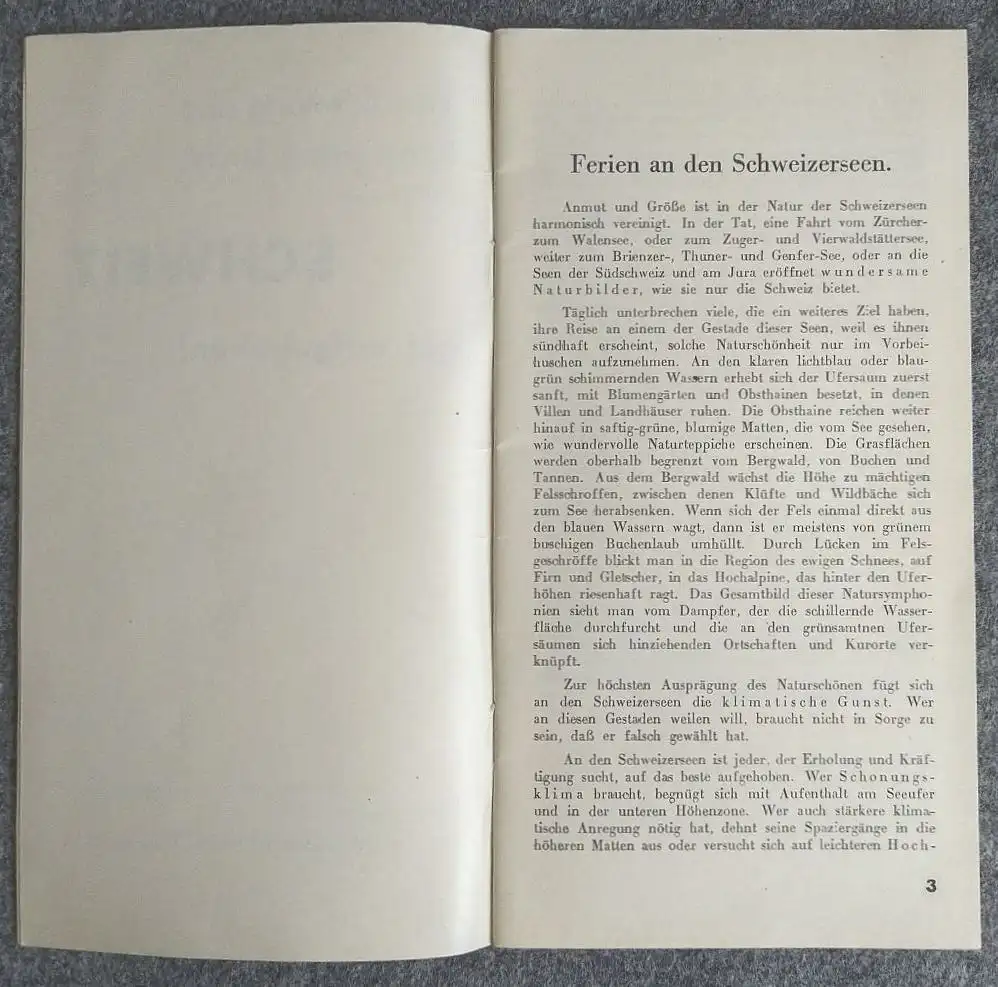 Ferien an den Schweizerseen.
Anmut und Größe ist in der Natur der Schweizerseen
harmonisch vereinigt. In der Tat, eine Fahrt vom Zürcher-
zum Walensee, oder zum Zuger- und Vierwaldstättersee,
weiter zum Brienzer-, Thuner- und Genfer-See, oder an die
Seen der Südschweiz und am Jura eröffnet wundersame
Naturbilder, wie sie nur die Schweiz bietet.
Täglich unterbrechen viele, die ein weiteres Ziel haben,
ihre Reise an einem der Gestade dieser Seen, weil es ihnen
sündhaft erscheint, solche Naturschönheit nur im Vorbei-
huschen aufzunehmen. An den klaren lichtblau oder blau-
grün schimmernden Wassern erhebt sich der Ufersaum zuerst
sanft, mit Blumengärten und Obsthainen besetzt, in denen
Villen und Landhäuser ruhen. Die Obsthaine reichen weiter
hinauf in saftig-grüne, blumige Matten, die vom See gesehen,
wie wundervolle Naturteppiche erscheinen. Die Grasflächen
werden oberhalb begrenzt vom Bergwald, von Buchen und
Tannen. Aus dem Bergwald wächst die Höhe zu mächtigen
Felsschroffen, zwischen denen Klüfte und Wildbäche sich
zum See herabsenken. Wenn sich der Fels einmal direkt aus
den blauen Wassern wagt, dann ist er meistens von grünem
buschigen Buchenlaub umhüllt. Durch Lücken im Fels-
geschröffe blickt man in die Region des ewigen Schnees, auf
Firn und Gletscher, in das Hochalpine, das hinter den Ufer-
höhen riesenhaft ragt. Das Gesamtbild dieser Natursympho-
nien sieht man vom Dampfer, der die schillernde Wasser-
fläche durchfurcht und die an den grünsamtnen Ufer-
säumen sich hinziehenden Ortschaften und Kurorte ver-
knüpft.
Zur höchsten Ausprägung des Naturschönen fügt sich
an den Schweizerseen die klimatische Gunst. Wer
an diesen Gestaden weilen will, braucht nicht in Sorge zu
sein, daß er falsch gewählt hat.
An den Schweizerseen ist jeder, der Erholung und Kräf-
tigung sucht, auf das beste aufgehoben. Wer Schonungs-
klima braucht, begnügt sich mit Aufenthalt am Seeufer
und in der unteren Höhenzone. Wer auch stärkere klima-
tische Anregung nötig hat, dehnt seine Spaziergänge in die
höheren Matten aus oder versucht sich auf leichteren Hoch-
3